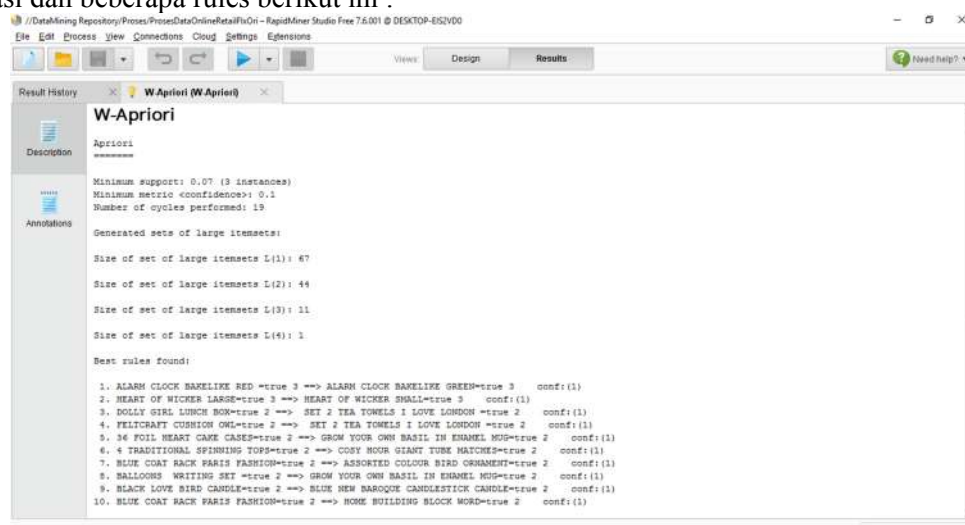 asi dan beberapa rules berikut ini :
//DataMining Repository/Proses/ProsesDataOnlineRetailFIxOri – RapidMiner Studio Free 7.6.001 @ DESKTOP-EISZVD0
File Edit Process View Connections Cloud Settings Extensions
Views: Design Results Need help?
Result History W-Apriori (W-Apriori)
W-Apriori
Description
Annotations
Apriori
=======
Minimum support: 0.07 (3 instances)
Minimum metric <confidence>: 0.1
Number of cycles performed: 19
Generated sets of large itemsets:
Size of set of large itemsets L(1): 67
Size of set of large itemsets L(2): 44
Size of set of large itemsets L(3): 11
Size of set of large itemsets L(4): 1
Best rules found:
1. ALARM CLOCK BAKELIKE RED =true 3 ==> ALARM CLOCK BAKELIKE GREEN=true 3 conf:(1)
2. HEART OF WICKER LARGE=true 3 ==> HEART OF WICKER SMALL=true 3 conf:(1)
3. DOLLY GIRL LUNCH BOX=true 2 ==> SET 2 TEA TOWELS I LOVE LONDON =true 2 conf:(1)
4. FELTCRAFT CUSHION OWL=true 2 ==> SET 2 TEA TOWELS I LOVE LONDON =true 2 conf:(1)
5. 36 FOIL HEART CAKE CASES=true 2 ==> GROW YOUR OWN BASIL IN ENAMEL MUG=true 2 conf:(1)
6. 4 TRADITIONAL SPINNING TOPS=true 2 ==> COSY HOUR GIANT TUBE MATCHES=true 2 conf:(1)
7. BLUE COAT RACK PARIS FASHION=true 2 ==> ASSORTED COLOUR BIRD ORNAMENT=true 2 conf:(1)
8. BALLOONS WRITING SET =true 2 ==> GROW YOUR OWN BASIL IN ENAMEL MUG=true 2 conf:(1)
9. BLACK LOVE BIRD CANDLE=true 2 ==> BLUE NEW BAROQUE CANDLESTICK CANDLE=true 2 conf:(1)
10. BLUE COAT RACK PARIS FASHION=true 2 ==> HOME BUILDING BLOCK WORD=true 2 conf:(1)